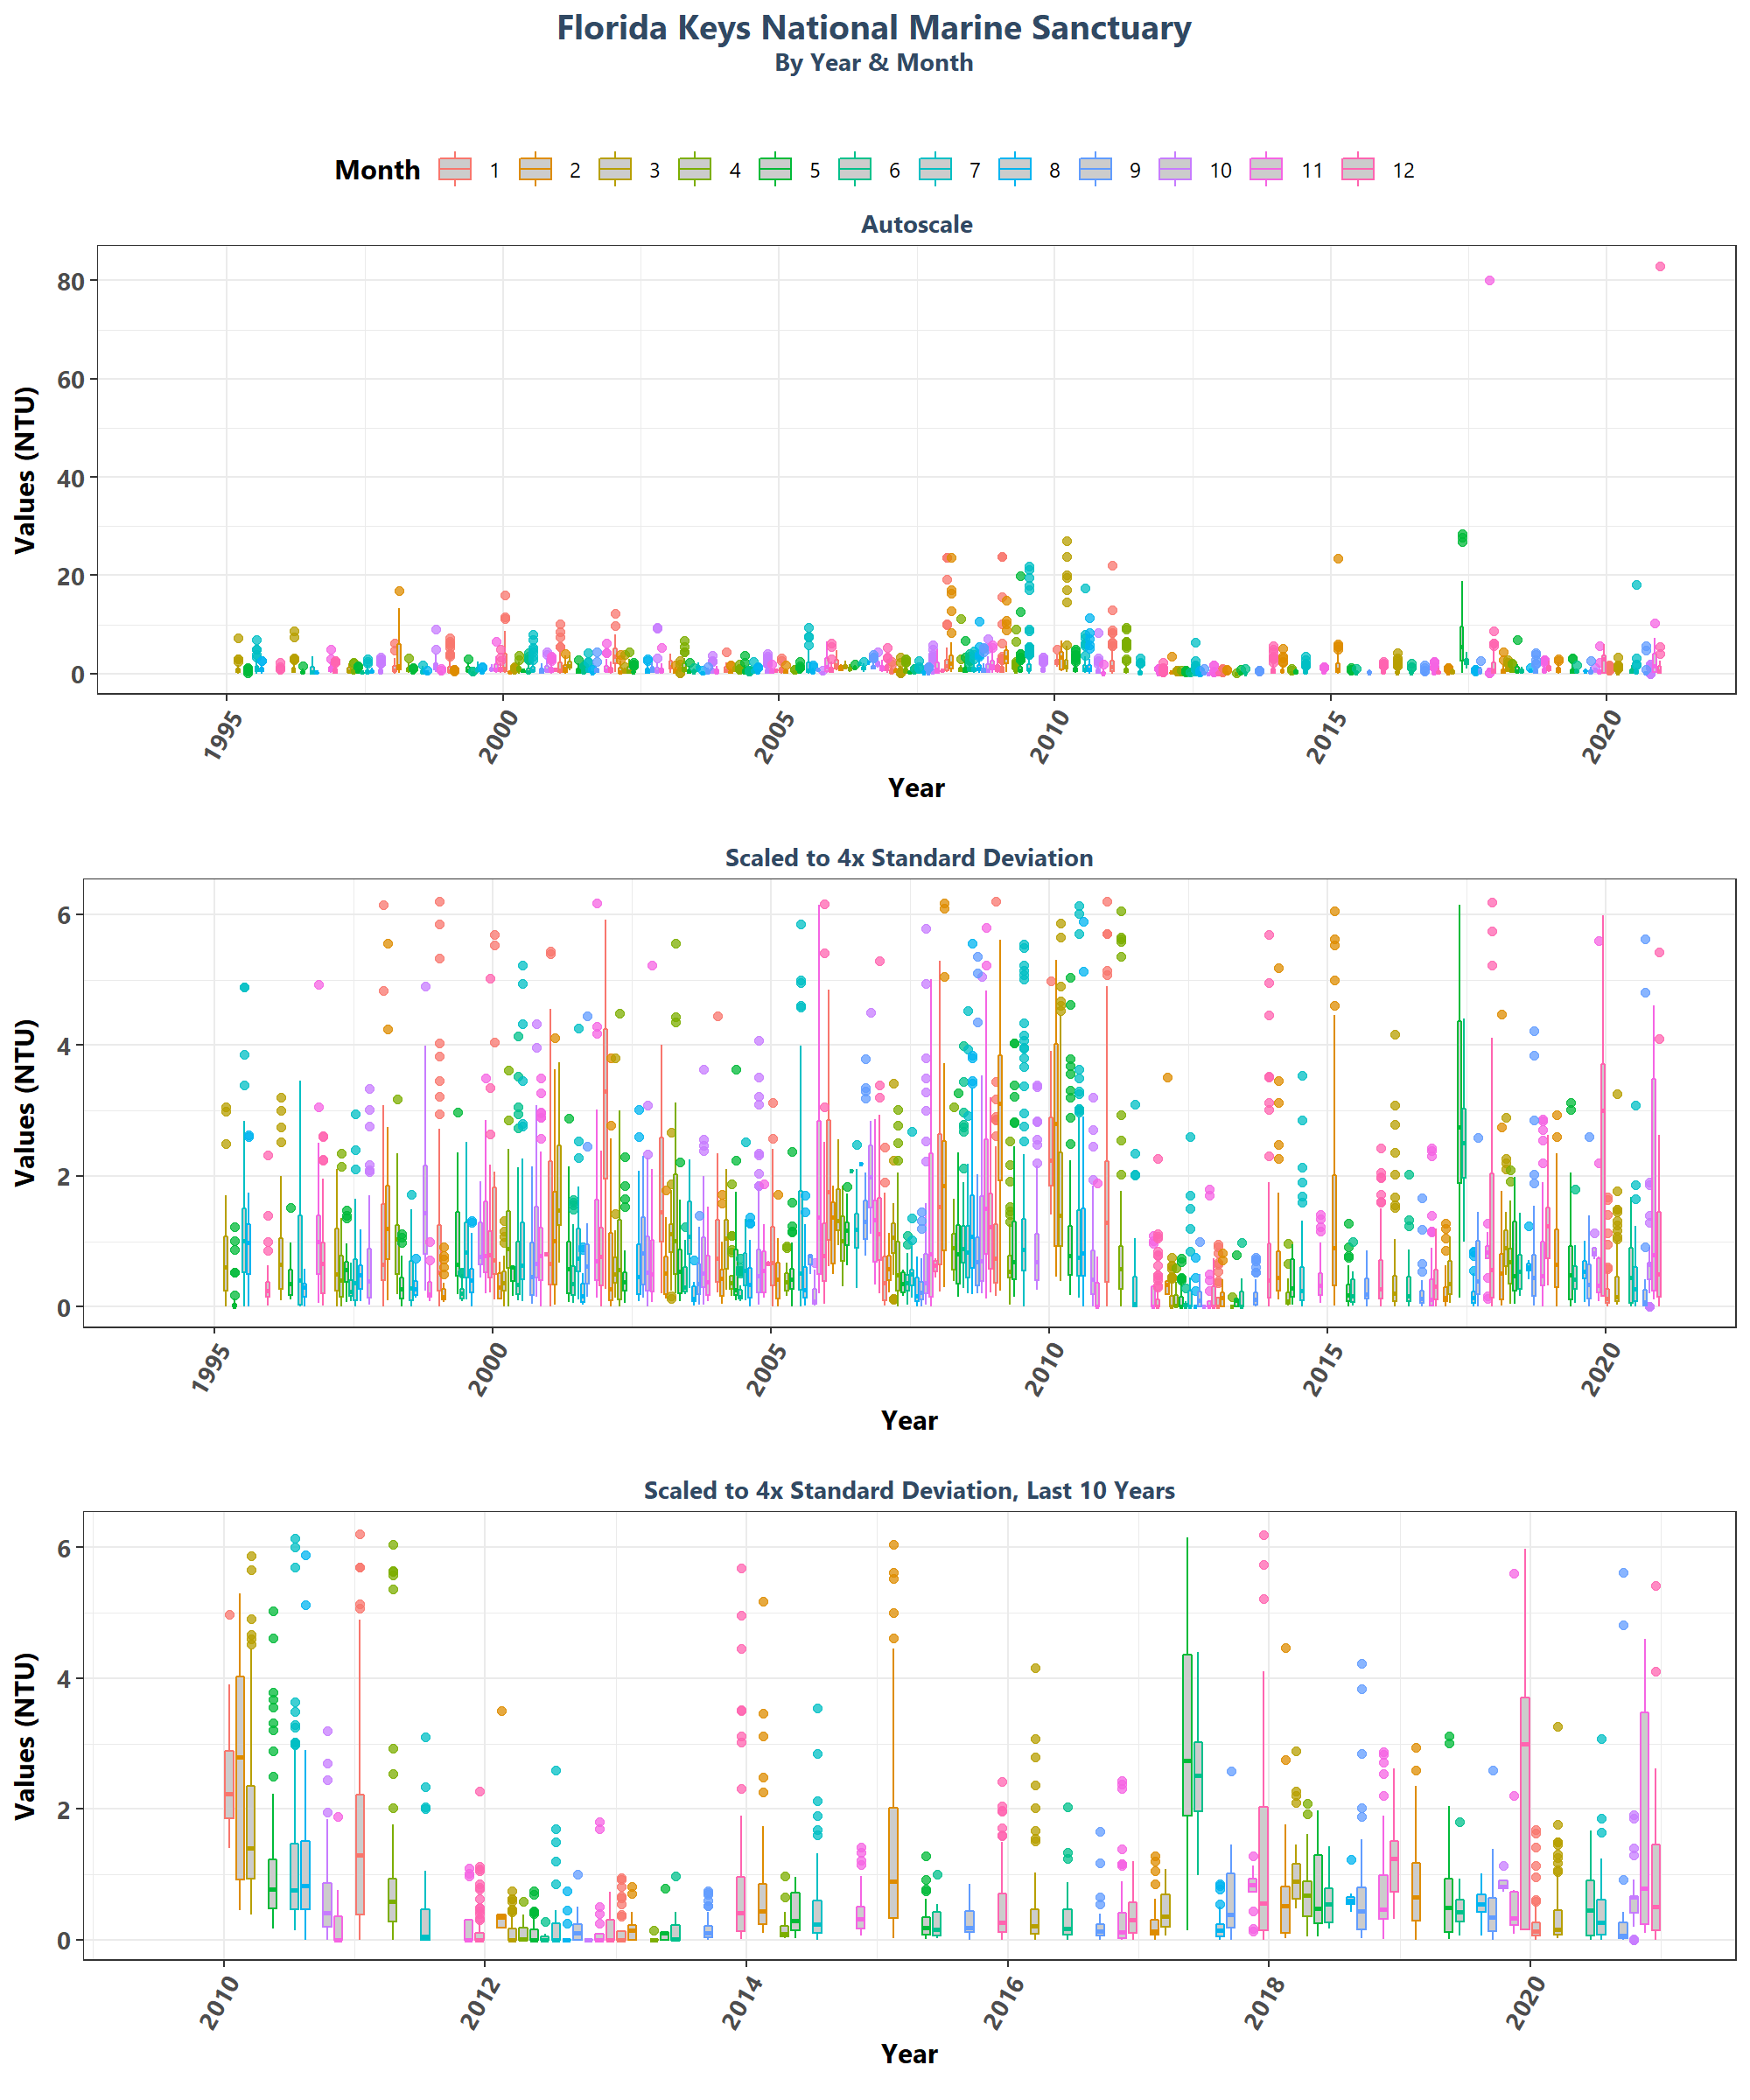 Florida Keys National Marine Sanctuary
By Year & Month
Month 1 2 3 4 5 6 7 8 9 10 11 12
Autoscale
Values (NTU)
80
60
40
20
0
1995 2000 2005 2010 2015 2020
Year
Scaled to 4x Standard Deviation
Values (NTU)
6
4
2
0
1995 2000 2005 2010 2015 2020
Year
Scaled to 4x Standard Deviation, Last 10 Years
Values (NTU)
6
4
2
0
2010 2012 2014 2016 2018 2020
Year